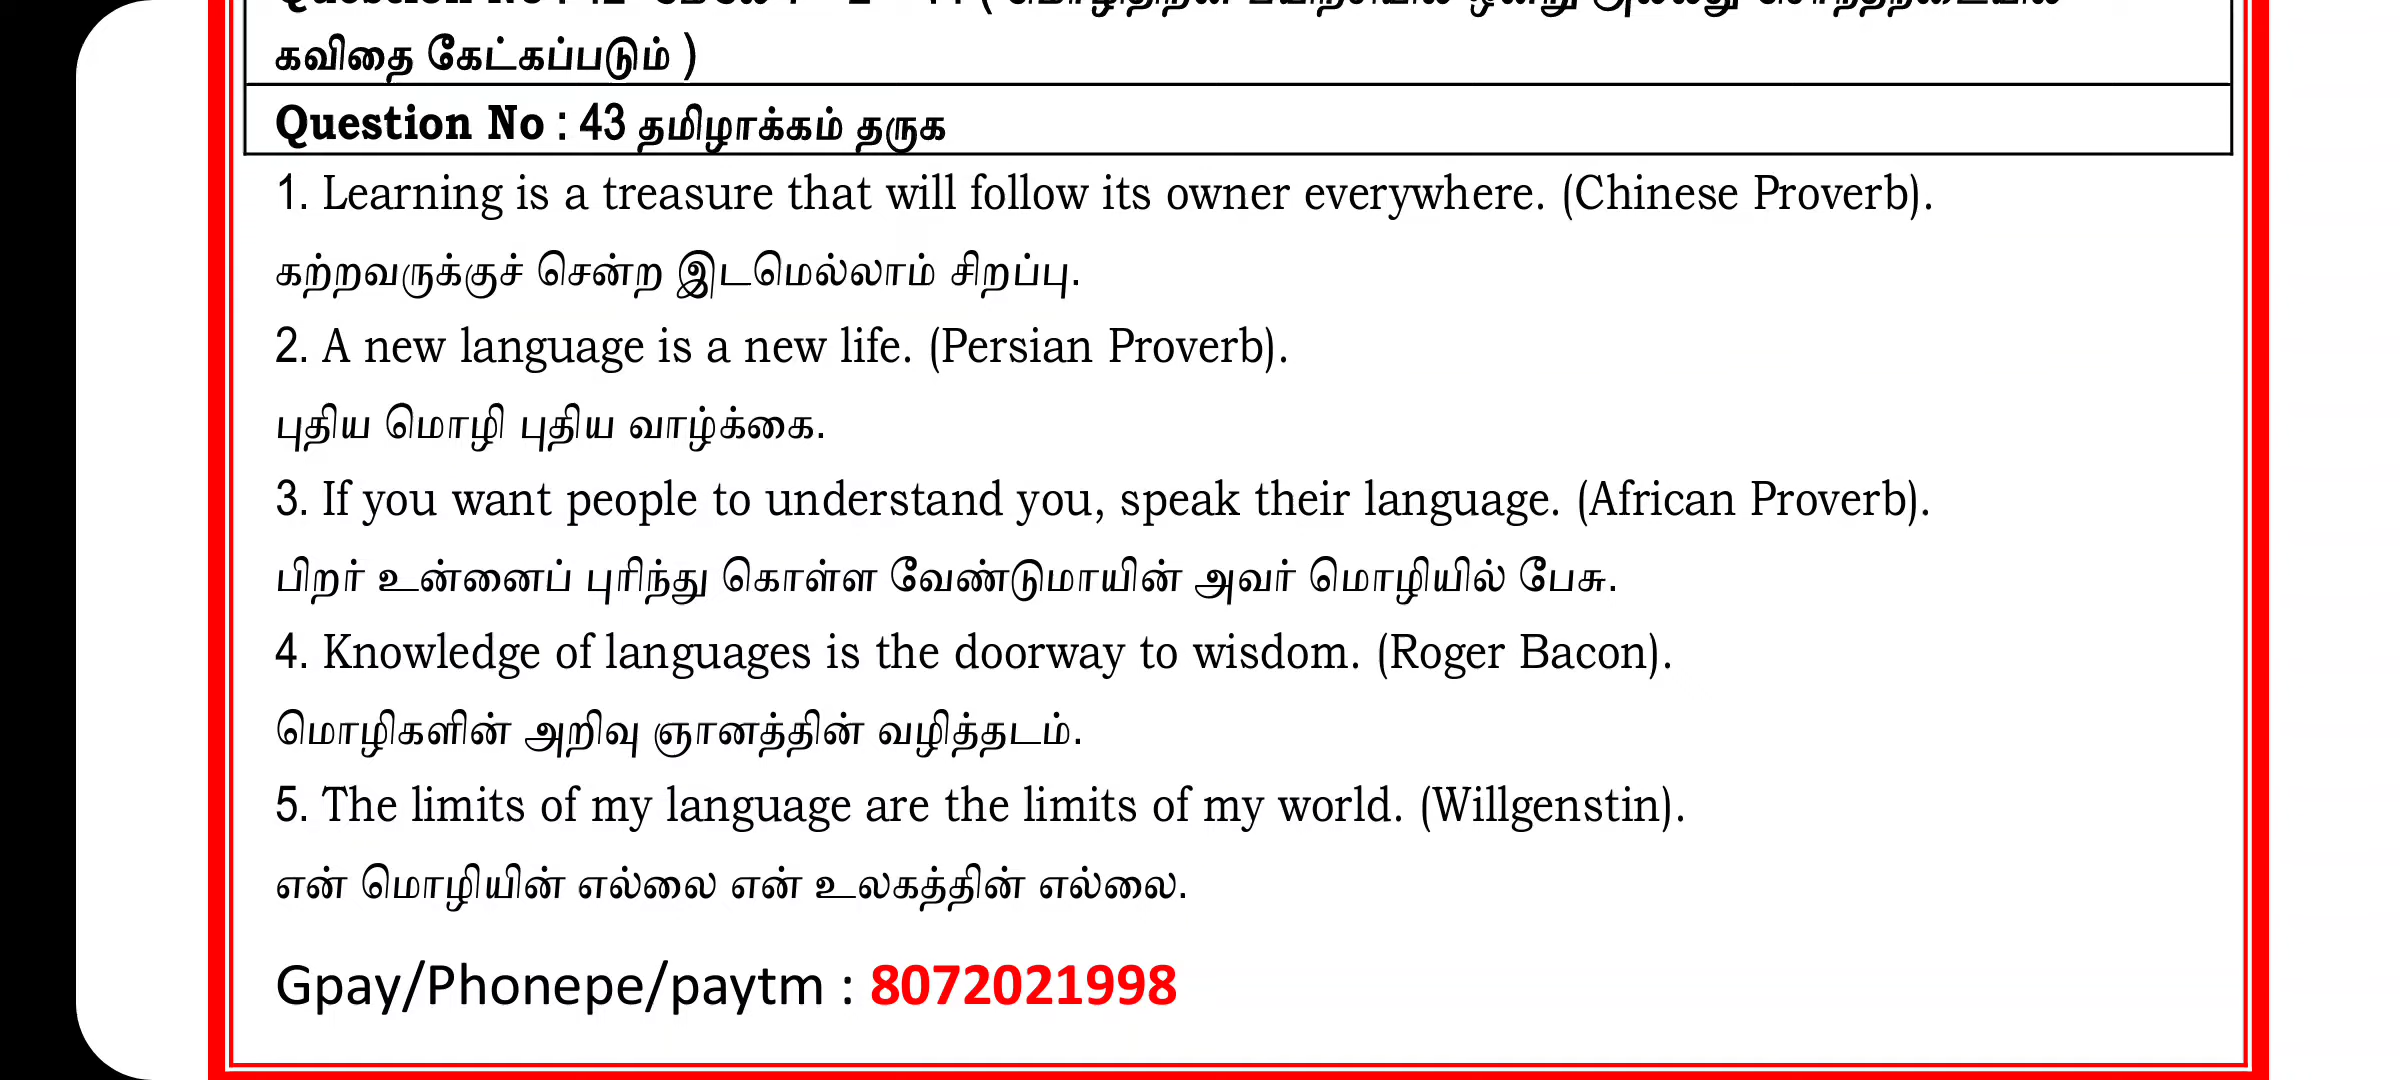 கவிதை கேட்கப்படும் )
Question No : 43 தமிழாக்கம் தருக
1. Learning is a treasure that will follow its owner everywhere. (Chinese Proverb).
கற்றவருக்குச் சென்ற இடமெல்லாம் சிறப்பு.
2. A new language is a new life. (Persian Proverb).
புதிய மொழி புதிய வாழ்க்கை.
3. If you want people to understand you, speak their language. (African Proverb).
பிறர் உன்னைப் புரிந்து கொள்ள வேண்டுமாயின் அவர் மொழியில் பேசு.
4. Knowledge of languages is the doorway to wisdom. (Roger Bacon).
மொழிகளின் அறிவு ஞானத்தின் வழித்தடம்.
5. The limits of my language are the limits of my world. (Willgenstin).
என் மொழியின் எல்லை என் உலகத்தின் எல்லை.
Gpay/Phonepe/paytm : 8072021998